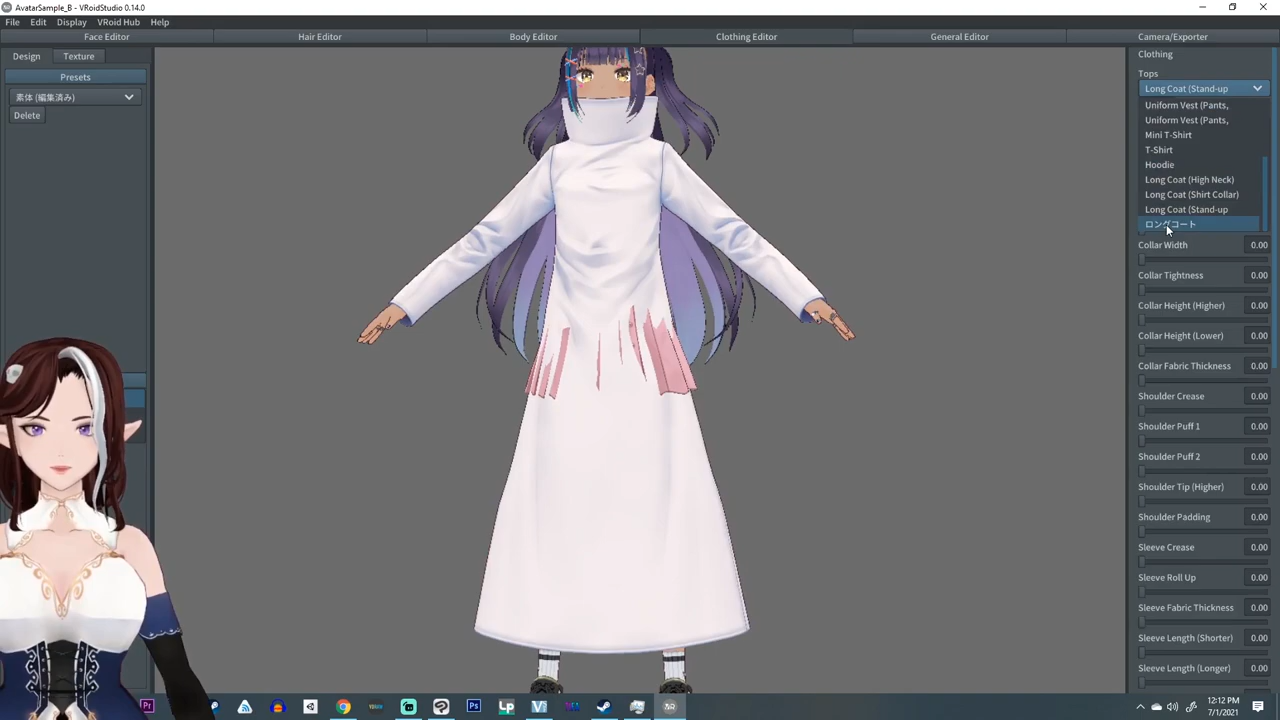 AvatarSample_B - VRoidStudio 0.14.0
File Edit Display VRoid Hub Help
Face Editor Hair Editor Body Editor Clothing Editor General Editor Camera/Exporter
Design Texture
Presets
素体 (編集済み)
Delete
Clothing
Tops
Long Coat (Stand-up
Uniform Vest (Pants,
Uniform Vest (Pants,
Mini T-Shirt
T-Shirt
Hoodie
Long Coat (High Neck)
Long Coat (Shirt Collar)
Long Coat (Stand-up
ロングコート
Collar Width 0.00
Collar Tightness 0.00
Collar Height (Higher) 0.00
Collar Height (Lower) 0.00
Collar Fabric Thickness 0.00
Shoulder Crease 0.00
Shoulder Puff 1 0.00
Shoulder Puff 2 0.00
Shoulder Tip (Higher) 0.00
Shoulder Padding 0.00
Sleeve Crease 0.00
Sleeve Roll Up 0.00
Sleeve Fabric Thickness 0.00
Sleeve Length (Shorter) 0.00
Sleeve Length (Longer) 0.00
Pr
Ps
Lp
12:12 PM
7/1/2021